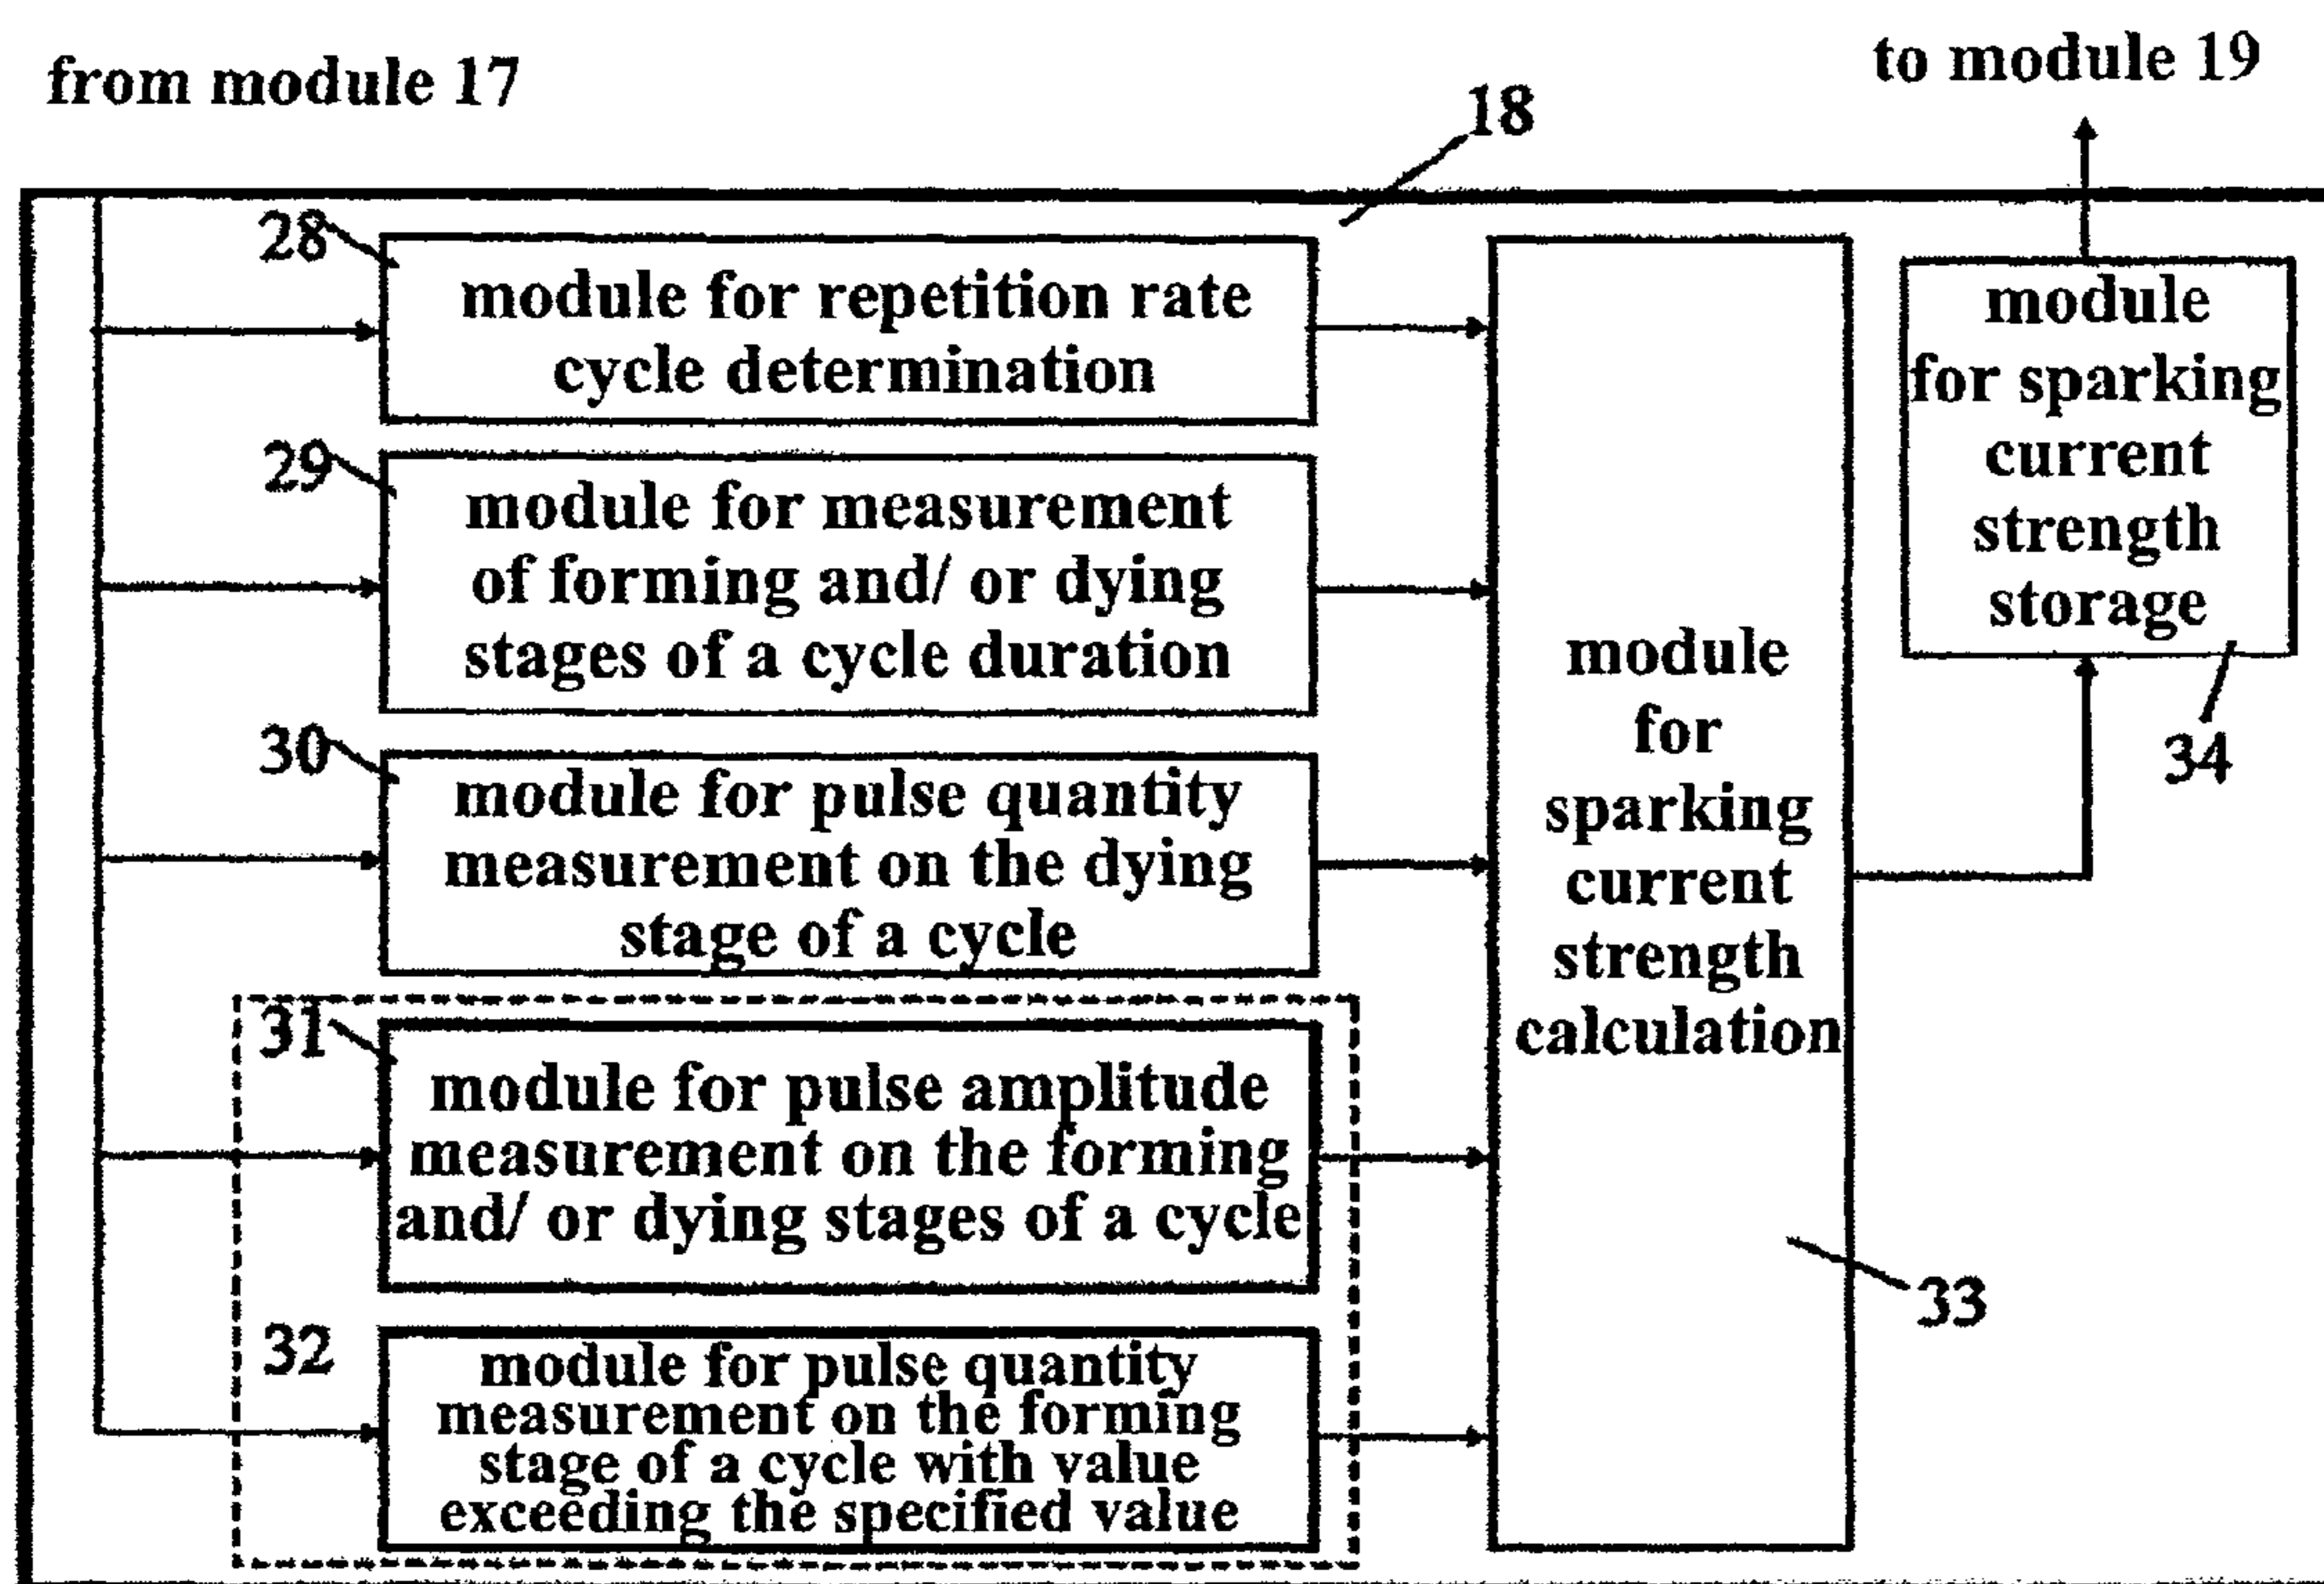 from module 17
to module 19
18
28
module for repetition rate
cycle determination
29
module for measurement
of forming and/ or dying
stages of a cycle duration
30
module for pulse quantity
measurement on the dying
stage of a cycle
31
module for pulse amplitude
measurement on the forming
and/ or dying stages of a cycle
32
module for pulse quantity
measurement on the forming
stage of a cycle with value
exceeding the specified value
module
for
sparking
current
strength
calculation
33
module
for sparking
current
strength
storage
34